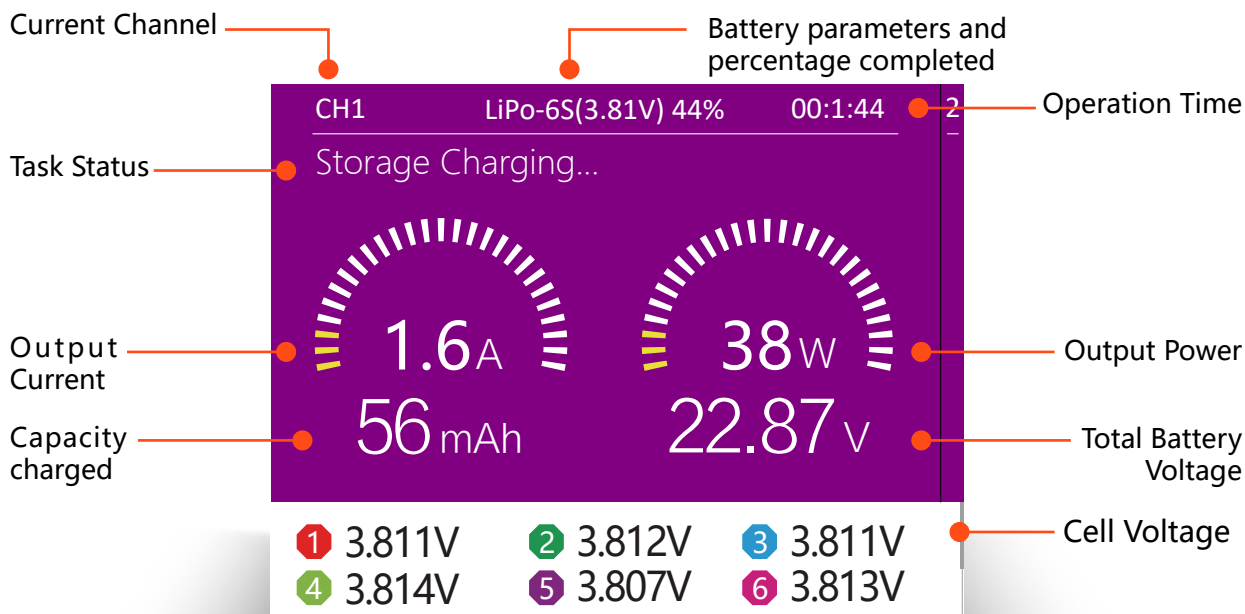 Current Channel
Battery parameters and
percentage completed
CH1 LiPo-6S(3.81V) 44% 00:1:44 2
Operation Time
Task Status
Storage Charging...
Output
Current
1.6A
38W
Output Power
Capacity
charged
56mAh
22.87V
Total Battery
Voltage
1 3.811V 2 3.812V 3 3.811V
Cell Voltage
4 3.814V 5 3.807V 6 3.813V